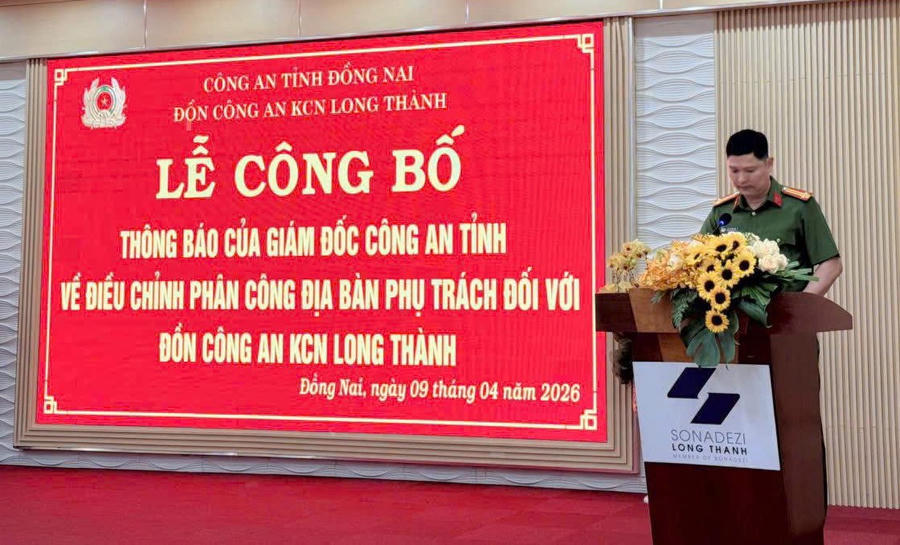 CÔNG AN TỈNH ĐỒNG NAI
ĐỒN CÔNG AN KCN LONG THÀNH
LỄ CÔNG BỐ
THÔNG BÁO CỦA GIÁM ĐỐC CÔNG AN TỈNH
VỀ ĐIỀU CHỈNH PHÂN CÔNG ĐỊA BÀN PHỤ TRÁCH ĐỐI VỚI
ĐỒN CÔNG AN KCN LONG THÀNH
Đồng Nai, ngày 09 tháng 04 năm 2026
SONADEZI
LONG THANH
MEMBER OF SONADEZI